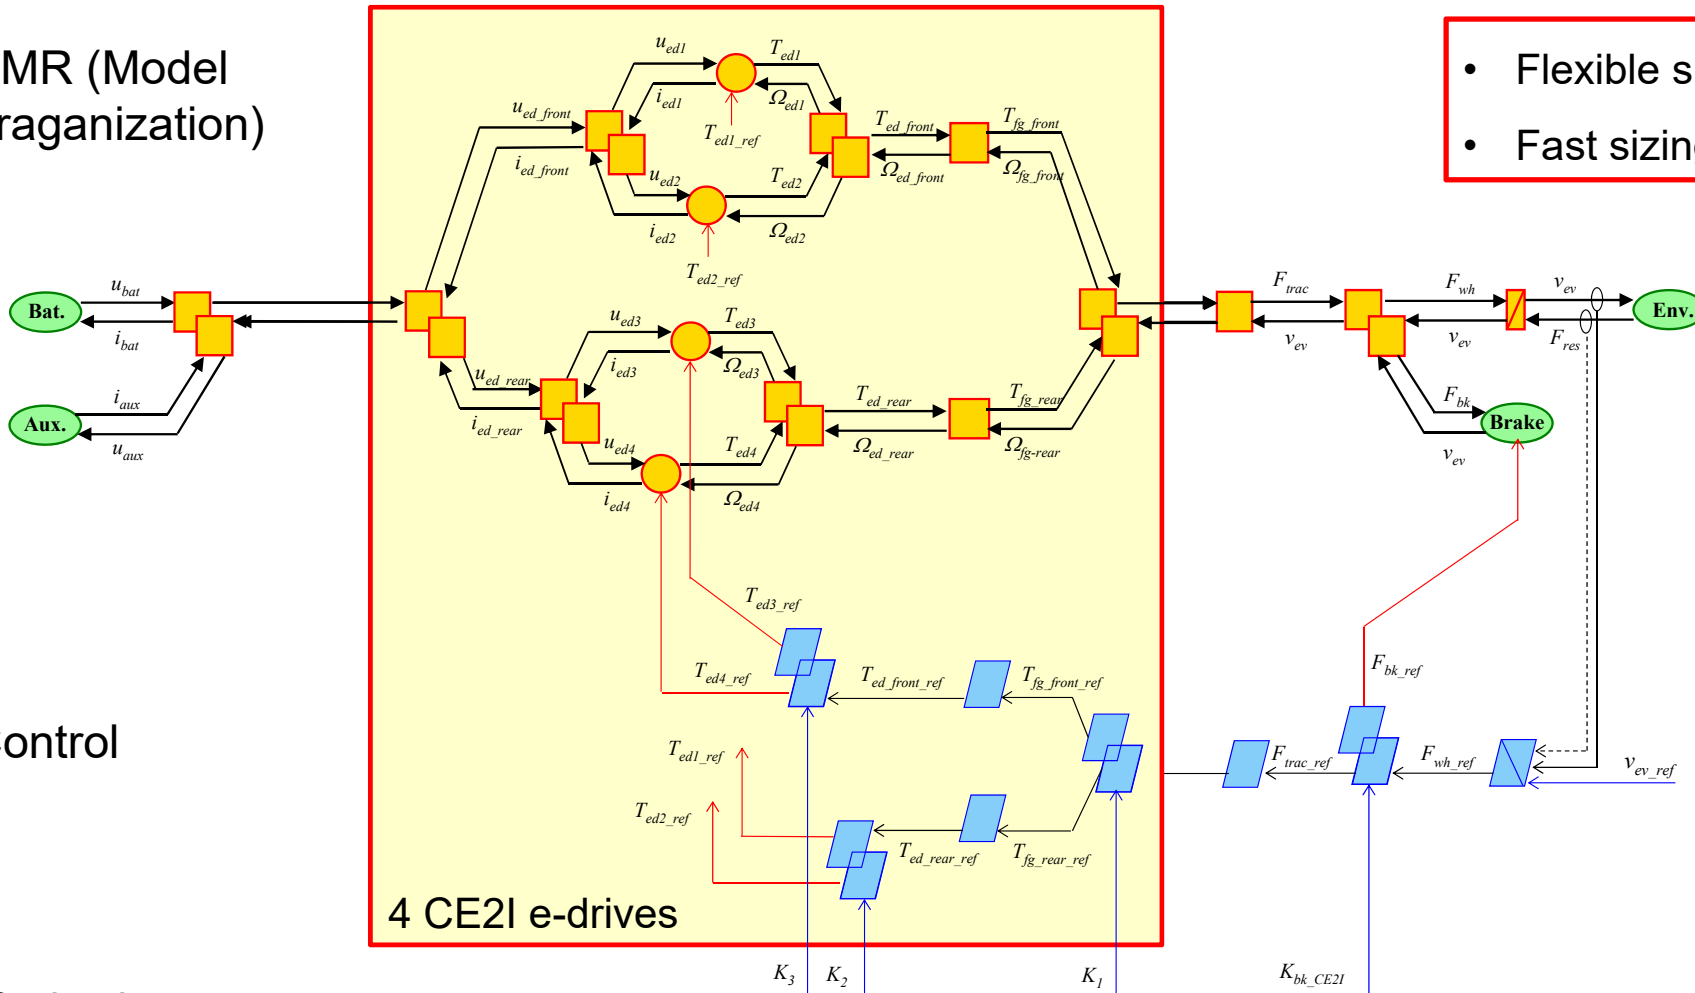 MR (Model
raganization)
• Flexible s
• Fast sizin
u_ed1
T_ed1
i_ed1
Ω_ed1
u_ed_front
T_ed1_ref
T_ed_front
T_fg_front
i_ed_front
u_ed2
T_ed2
Ω_ed_front
Ω_fg_front
i_ed2
Ω_ed2
T_ed2_ref
u_bat
Bat.
i_bat
F_trac
F_wh
v_ev
Env.
v_ev
v_ev
F_res
u_ed3
T_ed3
i_ed3
Ω_ed3
u_ed_rear
T_ed_rear
T_fg_rear
i_aux
Aux.
u_aux
i_ed_rear
u_ed4
T_ed4
Ω_ed_rear
Ω_fg-rear
F_bk
Brake
v_ev
i_ed4
Ω_ed4
T_ed3_ref
T_ed4_ref
T_ed_front_ref
T_fg_front_ref
F_bk_ref
ontrol
T_ed1_ref
F_trac_ref
F_wh_ref
v_ev_ref
T_ed2_ref
T_ed_rear_ref
T_fg_rear_ref
4 CE2I e-drives
K_3
K_2
K_1
K_bk_CE2I